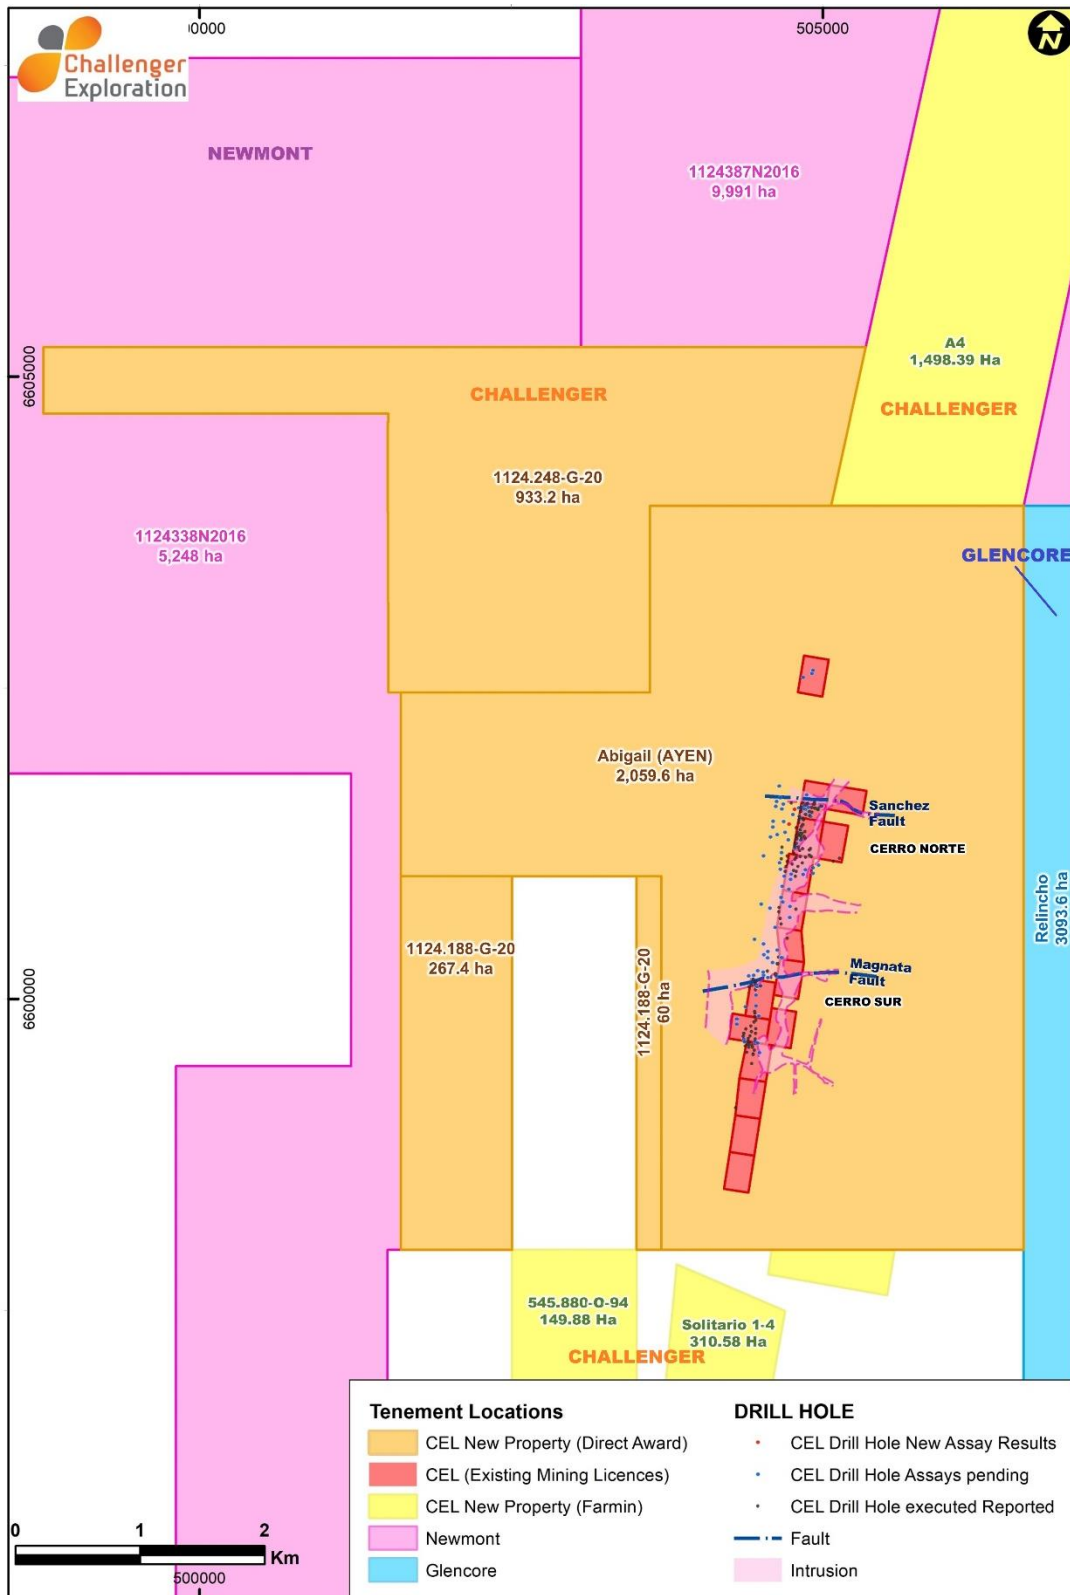 Challenger
Exploration
00000
505000
N
NEWMONT
1124387N2016
9,991 ha
6605000
A4
1,498.39 Ha
CHALLENGER
CHALLENGER
1124.248-G-20
933.2 ha
1124338N2016
5,248 ha
GLENCORE
Abigail (AYEN)
2,059.6 ha
Sanchez
Fault
CERRO NORTE
Relincho
3093.6 ha
1124.188-G-20
267.4 ha
1124.188-G-20
60 ha
Magnata
Fault
CERRO SUR
6600000
545.880-O-94
149.88 Ha
Solitario 1-4
310.58 Ha
CHALLENGER
Tenement Locations
CEL New Property (Direct Award)
CEL (Existing Mining Licences)
CEL New Property (Farmin)
Newmont
Glencore
DRILL HOLE
CEL Drill Hole New Assay Results
CEL Drill Hole Assays pending
CEL Drill Hole executed Reported
Fault
Intrusion
0 1 2
Km
500000